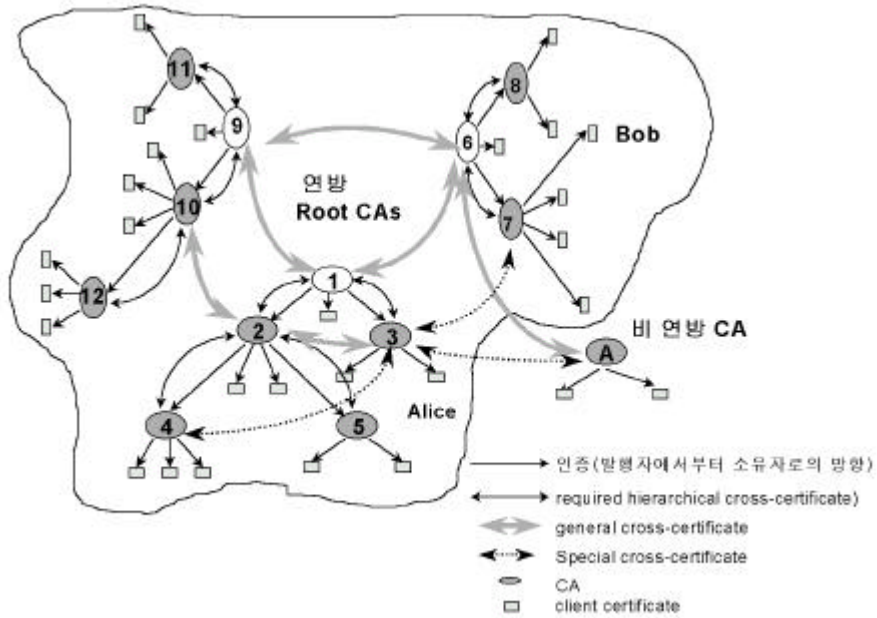 11
8
9
6
Bob
연방
Root CAs
10
7
12
1
2
3
비 연방 CA
A
Alice
4
5
인증(발행자에서부터 소유자로의 방향)
required hierarchical cross-certificate)
general cross-certificate
Special cross-certificate
CA
client certificate